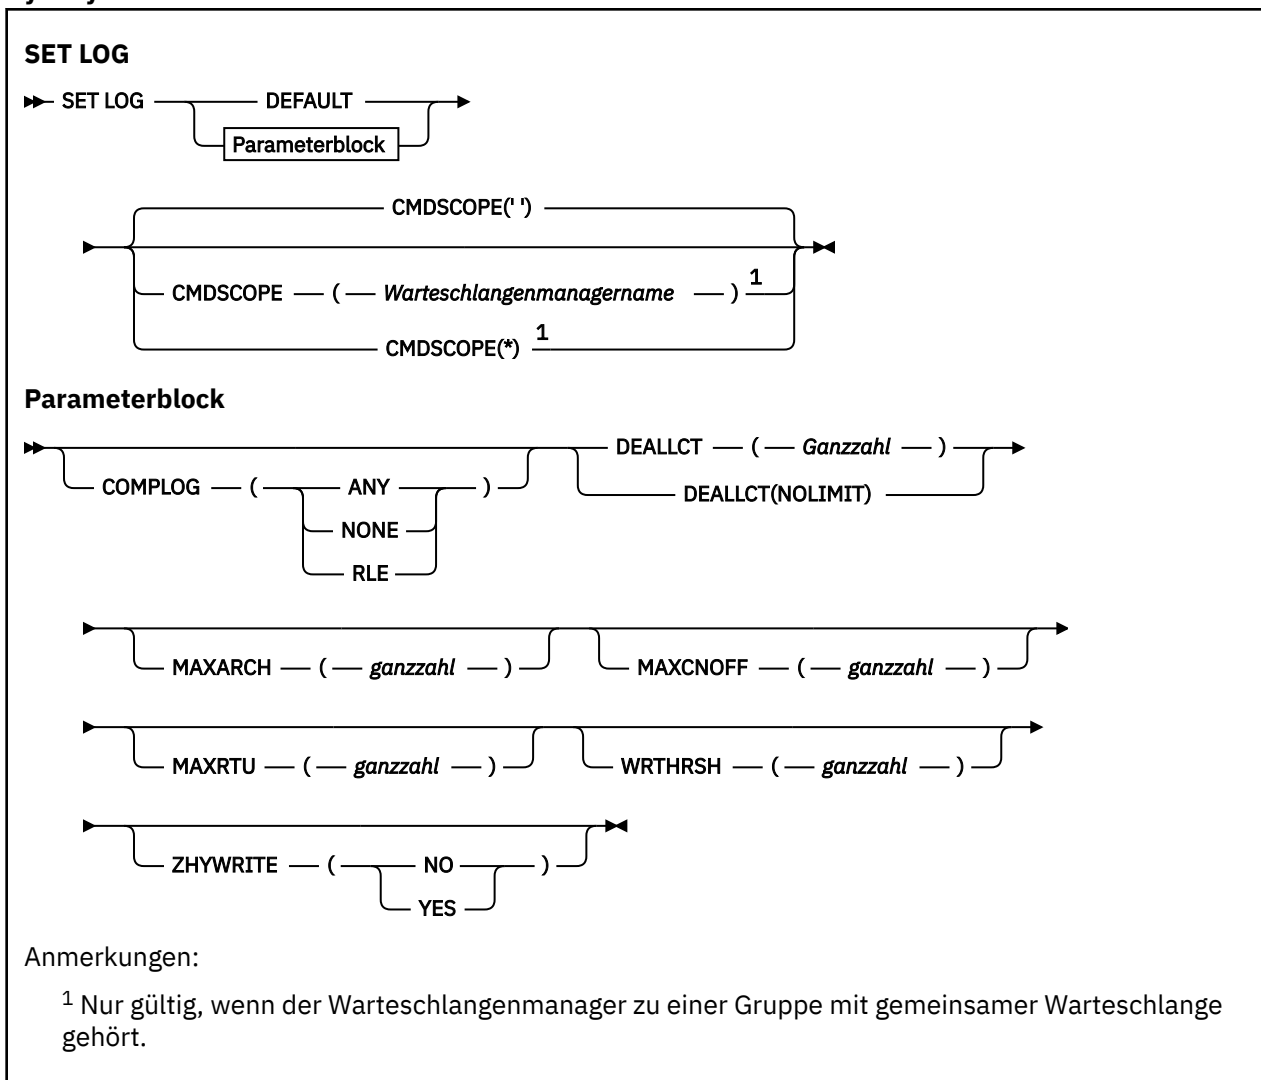 SET LOG
SET LOG DEFAULT
Parameterblock
CMDSCOPE(' ')
CMDSCOPE ( Warteschlangenmanagername ) 1
CMDSCOPE(*) 1
Parameterblock
DEALLCT ( Ganzzahl )
COMPLOG ( ANY ) DEALLCT(NOLIMIT)
NONE
RLE
MAXARCH ( ganzzahl ) MAXCNOFF ( ganzzahl )
MAXRTU ( ganzzahl ) WRTHRSH ( ganzzahl )
ZHYWRITE ( NO )
YES
Anmerkungen:
1 Nur gültig, wenn der Warteschlangenmanager zu einer Gruppe mit gemeinsamer Warteschlange
gehört.